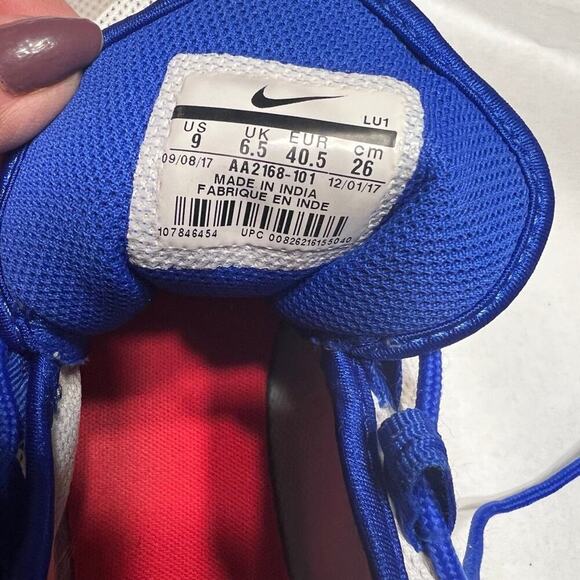 LU1
US UK EUR cm
9 6.5 40.5 26
09/08/17 AA2168-101 12/01/17
MADE IN INDIA
FABRIQUE EN INDE
107846454 UPC 00826216155040